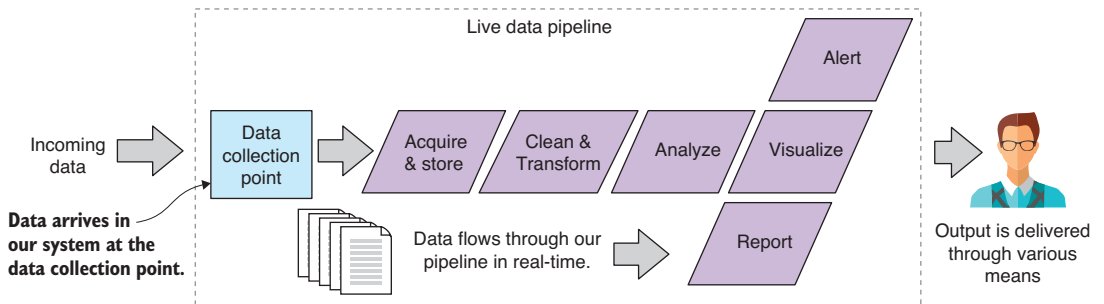 Live data pipeline
Alert
Incoming
data
Data
collection
point
Acquire
& store
Clean &
Transform
Analyze
Visualize
Data arrives in
our system at the
data collection point.
Data flows through our
pipeline in real-time.
Report
Output is delivered
through various
means